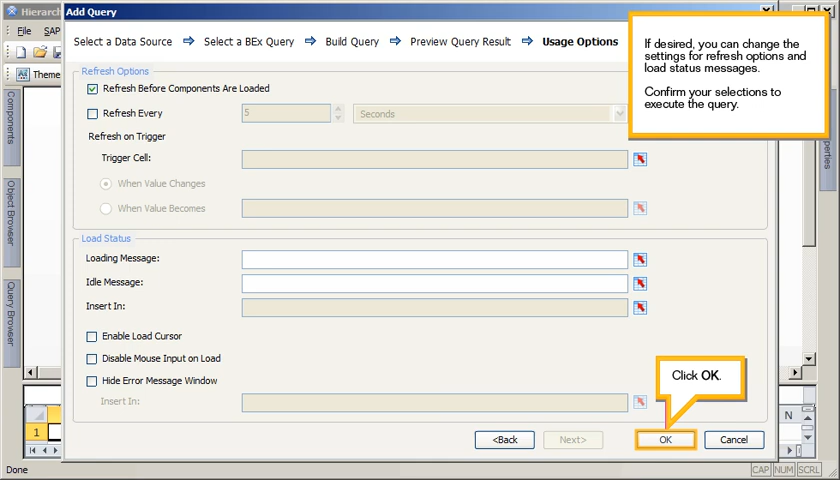 Hierarch
File
SAP
Theme
Components
Object Browser
Query Browser
Add Query
Select a Data Source
Select a BEx Query
Build Query
Preview Query Result
Usage Options
If desired, you can change the
settings for refresh options and
load status messages.
Confirm your selections to
execute the query.
Refresh Options
Refresh Before Components Are Loaded
Refresh Every
5
Seconds
Refresh on Trigger
Trigger Cell:
When Value Changes
When Value Becomes
Load Status
Loading Message:
Idle Message:
Insert In:
Enable Load Cursor
Disable Mouse Input on Load
Hide Error Message Window
Insert In:
Click OK.
<Back
Next>
OK
Cancel
perties
N
1
Done
CAP
NUM
SCRL